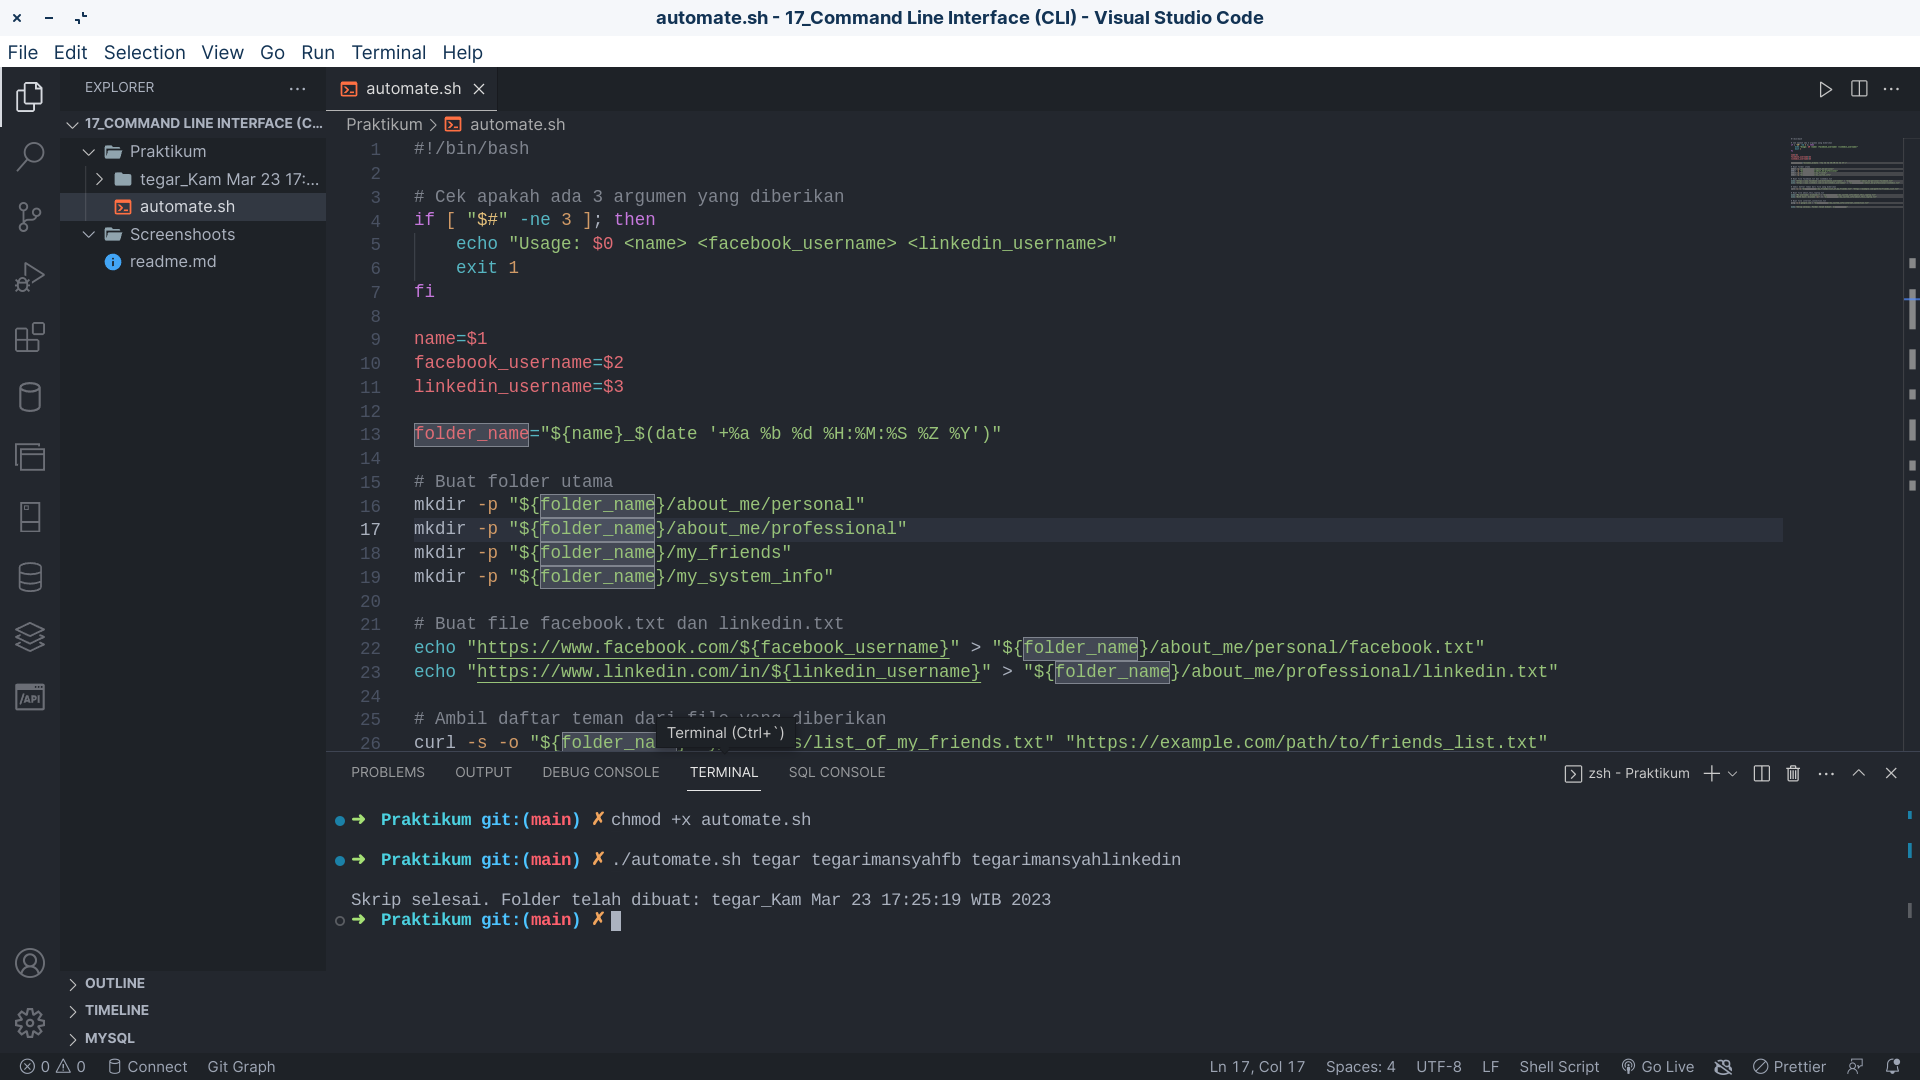 automate.sh - 17_Command Line Interface (CLI) - Visual Studio Code
File Edit Selection View Go Run Terminal Help
EXPLORER
17_COMMAND LINE INTERFACE (C...
Praktikum
tegar_Kam Mar 23 17:...
automate.sh
Screenshoots
readme.md
/API
OUTLINE
TIMELINE
MYSQL
automate.sh
Praktikum > automate.sh
1 #!/bin/bash
2
3 # Cek apakah ada 3 argumen yang diberikan
4 if [ "$#" -ne 3 ]; then
5 echo "Usage: $0 <name> <facebook_username> <linkedin_username>"
6 exit 1
7 fi
8
9 name=$1
10 facebook_username=$2
11 linkedin_username=$3
12
13 folder_name="${name}_$(date '+%a %b %d %H:%M:%S %Z %Y')"
14
15 # Buat folder utama
16 mkdir -p "${folder_name}/about_me/personal"
17 mkdir -p "${folder_name}/about_me/professional"
18 mkdir -p "${folder_name}/my_friends"
19 mkdir -p "${folder_name}/my_system_info"
20
21 # Buat file facebook.txt dan linkedin.txt
22 echo "https://www.facebook.com/${facebook_username}" > "${folder_name}/about_me/personal/facebook.txt"
23 echo "https://www.linkedin.com/in/${linkedin_username}" > "${folder_name}/about_me/professional/linkedin.txt"
24
25 # Ambil daftar teman dari file yang diberikan
Terminal (Ctrl+`)
26 curl -s -o "${folder_na s/list_of_my_friends.txt" "https://example.com/path/to/friends_list.txt"
PROBLEMS OUTPUT DEBUG CONSOLE TERMINAL SQL CONSOLE zsh - Praktikum
➜ Praktikum git:(main) ✗ chmod +x automate.sh
➜ Praktikum git:(main) ✗ ./automate.sh tegar tegarimansyahfb tegarimansyahlinkedin
Skrip selesai. Folder telah dibuat: tegar_Kam Mar 23 17:25:19 WIB 2023
➜ Praktikum git:(main) ✗
0 0 Connect Git Graph Ln 17, Col 17 Spaces: 4 UTF-8 LF Shell Script Go Live Prettier